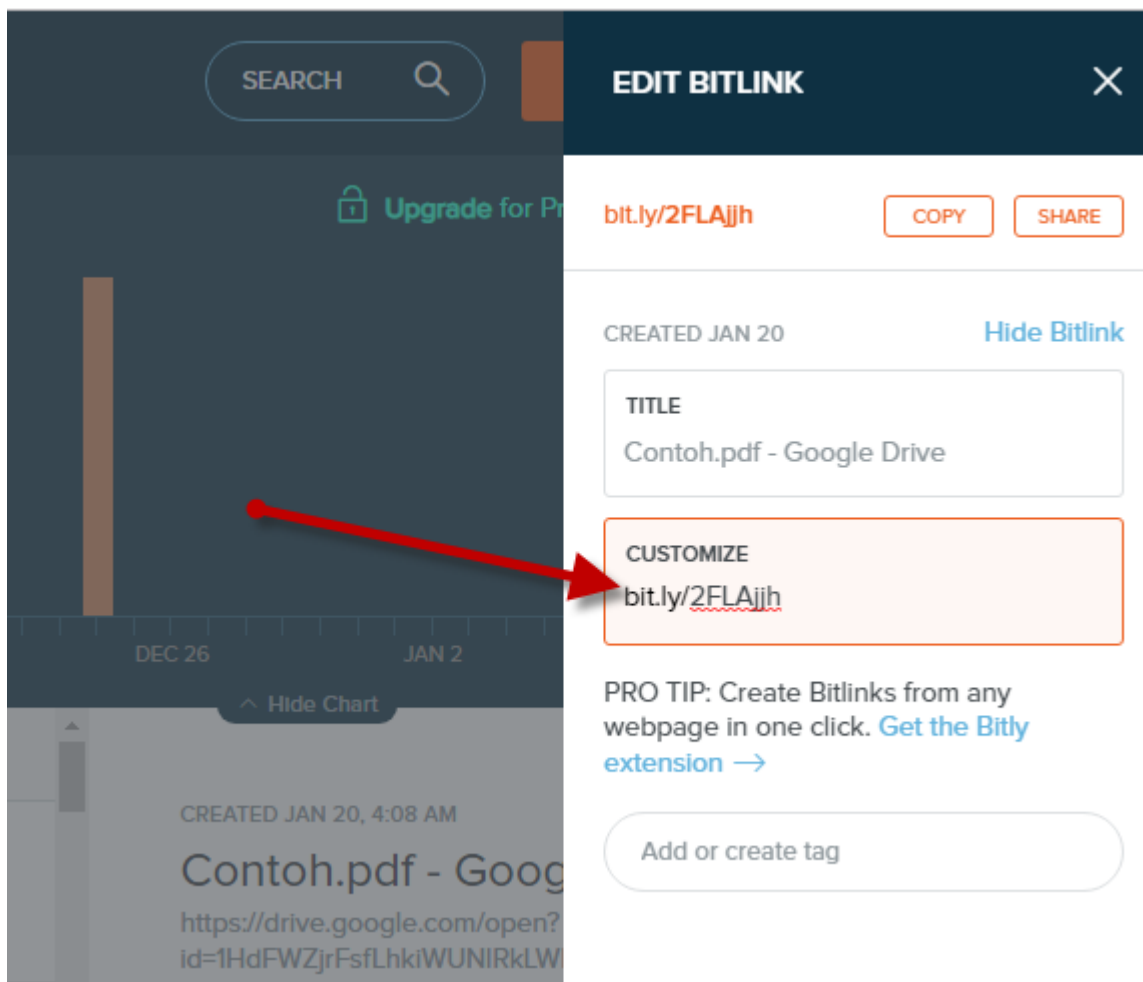 SEARCH
Upgrade for Pr
DEC 26
JAN 2
Hide Chart
CREATED JAN 20, 4:08 AM
Contoh.pdf - Goog
https://drive.google.com/open?
id=1HdFWZjrFsfLhkiWUNIRkLW
EDIT BITLINK
bit.ly/2FLAjjh
COPY
SHARE
CREATED JAN 20
Hide Bitlink
TITLE
Contoh.pdf - Google Drive
CUSTOMIZE
bit.ly/2FLAjjh
PRO TIP: Create Bitlinks from any
webpage in one click. Get the Bitly
extension →
Add or create tag